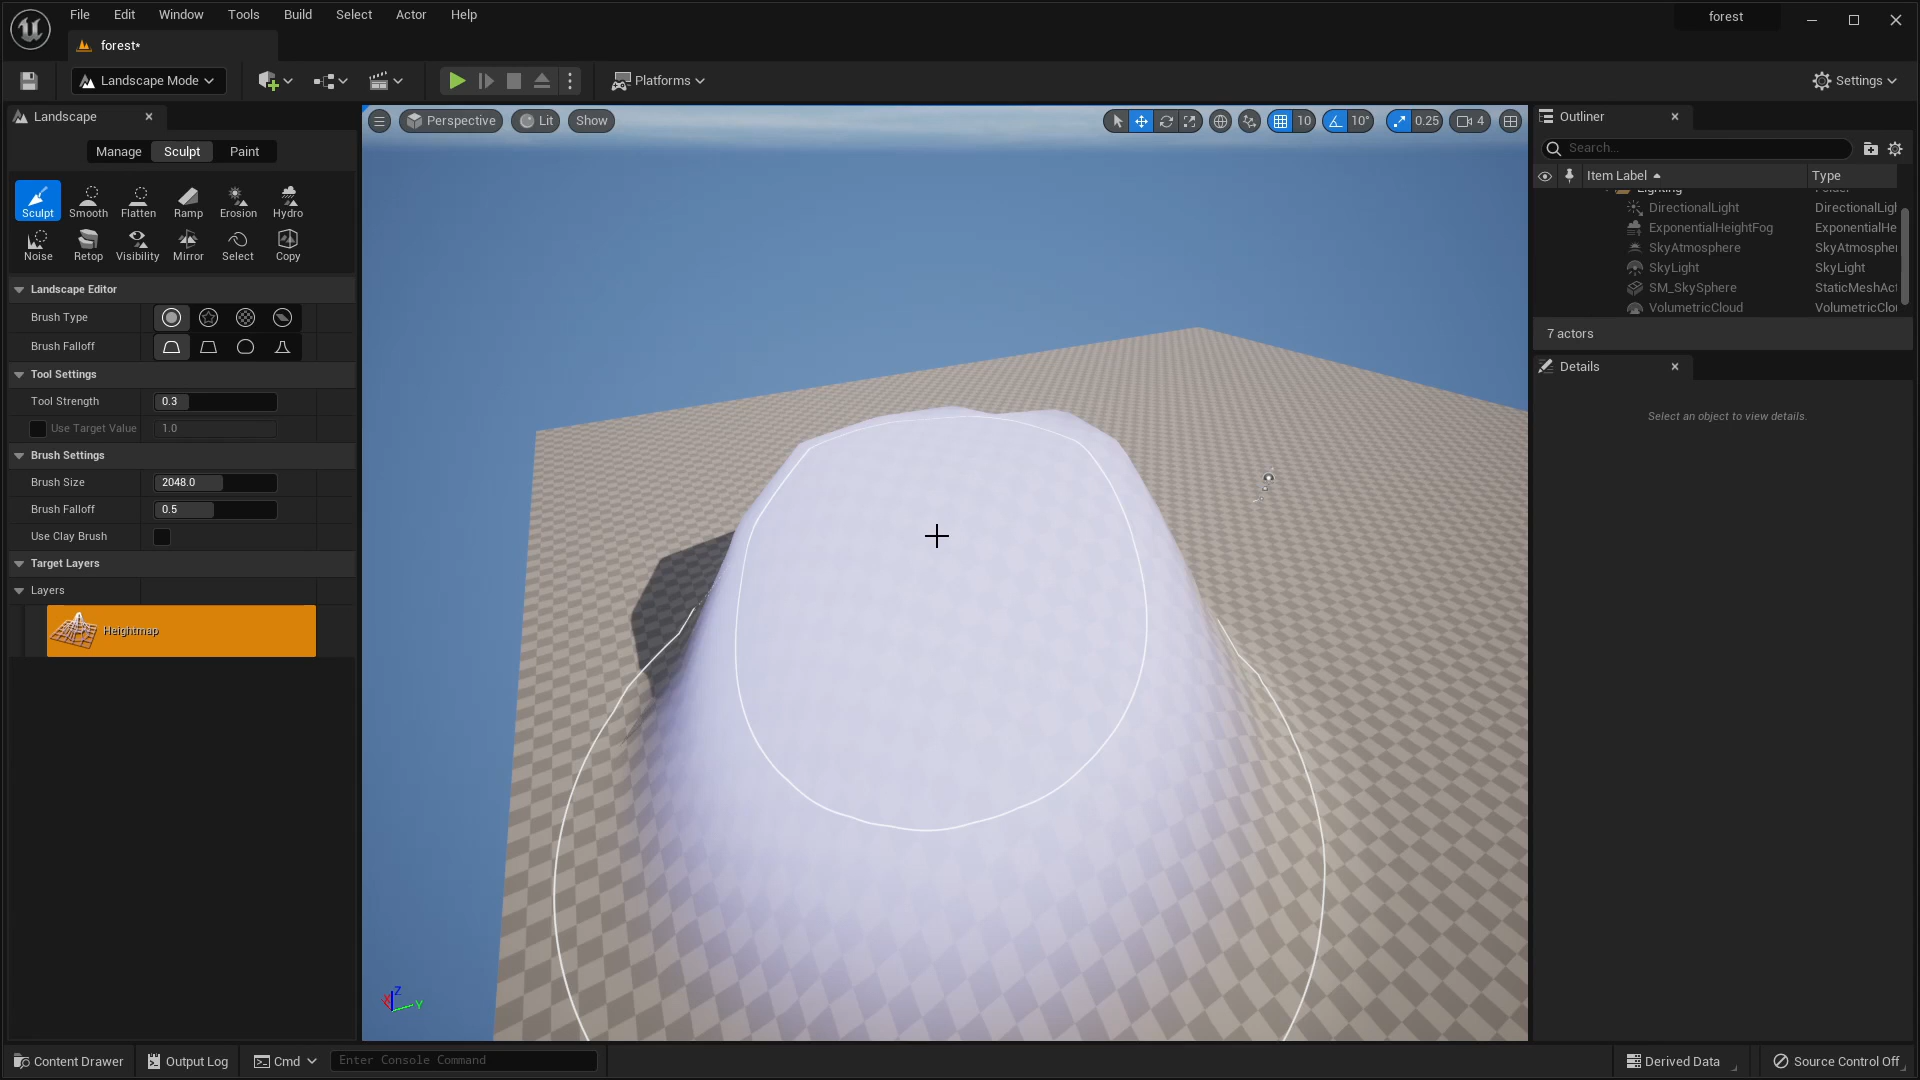 File Edit Window Tools Build Select Actor Help
forest
forest*
Landscape Mode
Platforms
Settings
Landscape
Manage Sculpt Paint
Sculpt Smooth Flatten Ramp Erosion Hydro
Noise Retop Visibility Mirror Select Copy
Landscape Editor
Brush Type
Brush Falloff
Tool Settings
Tool Strength 0.3
Use Target Value 1.0
Brush Settings
Brush Size 2048.0
Brush Falloff 0.5
Use Clay Brush
Target Layers
Layers
Heightmap
Perspective Lit Show
10 10° 0.25 4
X Z Y
Outliner
Search...
Item Label Type
Lighting Folder
DirectionalLight DirectionalLigh
ExponentialHeightFog ExponentialHe
SkyAtmosphere SkyAtmospher
SkyLight SkyLight
SM_SkySphere StaticMeshAct
VolumetricCloud VolumetricClou
7 actors
Details
Select an object to view details.
Content Drawer Output Log Cmd Enter Console Command
Derived Data Source Control Off